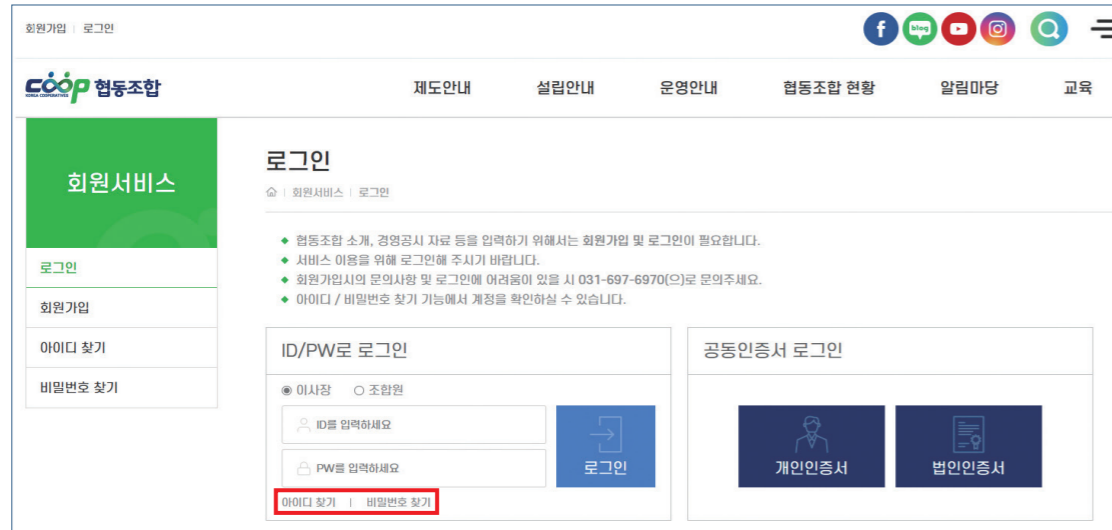 회원가입 | 로그인
blog
COOP 협동조합
KOREA COOPERATIVES
제도안내 설립안내 운영안내 협동조합 현황 알림마당 교육
회원서비스
로그인
회원가입
아이디 찾기
비밀번호 찾기
로그인
회원서비스 | 로그인
협동조합 소개, 경영공시 자료 등을 입력하기 위해서는 회원가입 및 로그인이 필요합니다.
서비스 이용을 위해 로그인해 주시기 바랍니다.
회원가입시의 문의사항 및 로그인에 어려움이 있을 시 031-697-6970(으)로 문의주세요.
아이디 / 비밀번호 찾기 기능에서 계정을 확인하실 수 있습니다.
ID/PW로 로그인
이사장 조합원
ID를 입력하세요
PW를 입력하세요
로그인
아이디 찾기 | 비밀번호 찾기
공동인증서 로그인
개인인증서 법인인증서